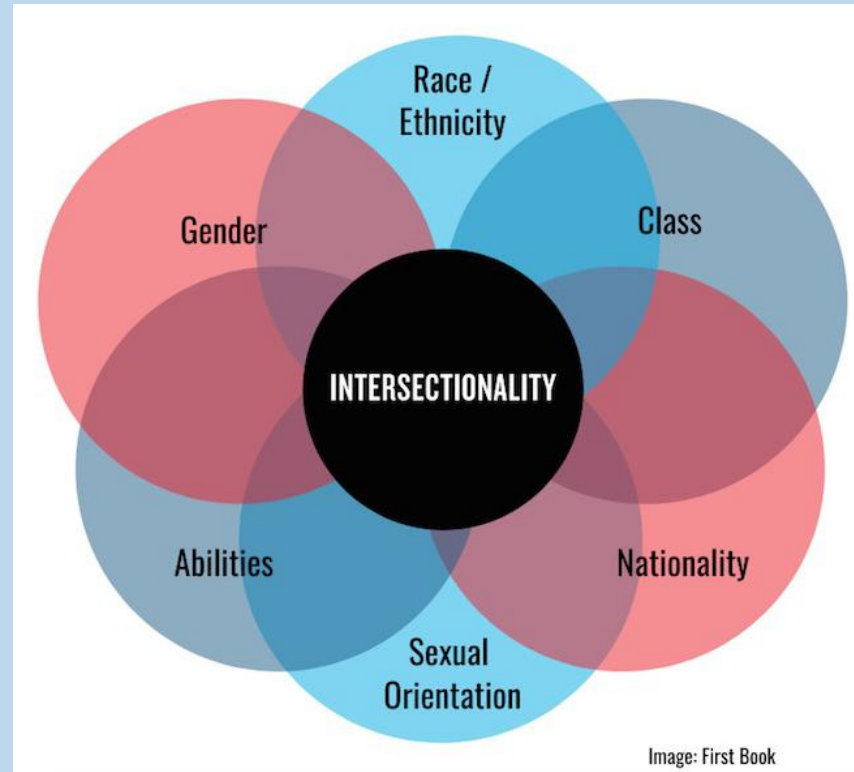 Race /
Ethnicity
Gender
Class
INTERSECTIONALITY
Abilities
Nationality
Sexual
Orientation
Image: First Book